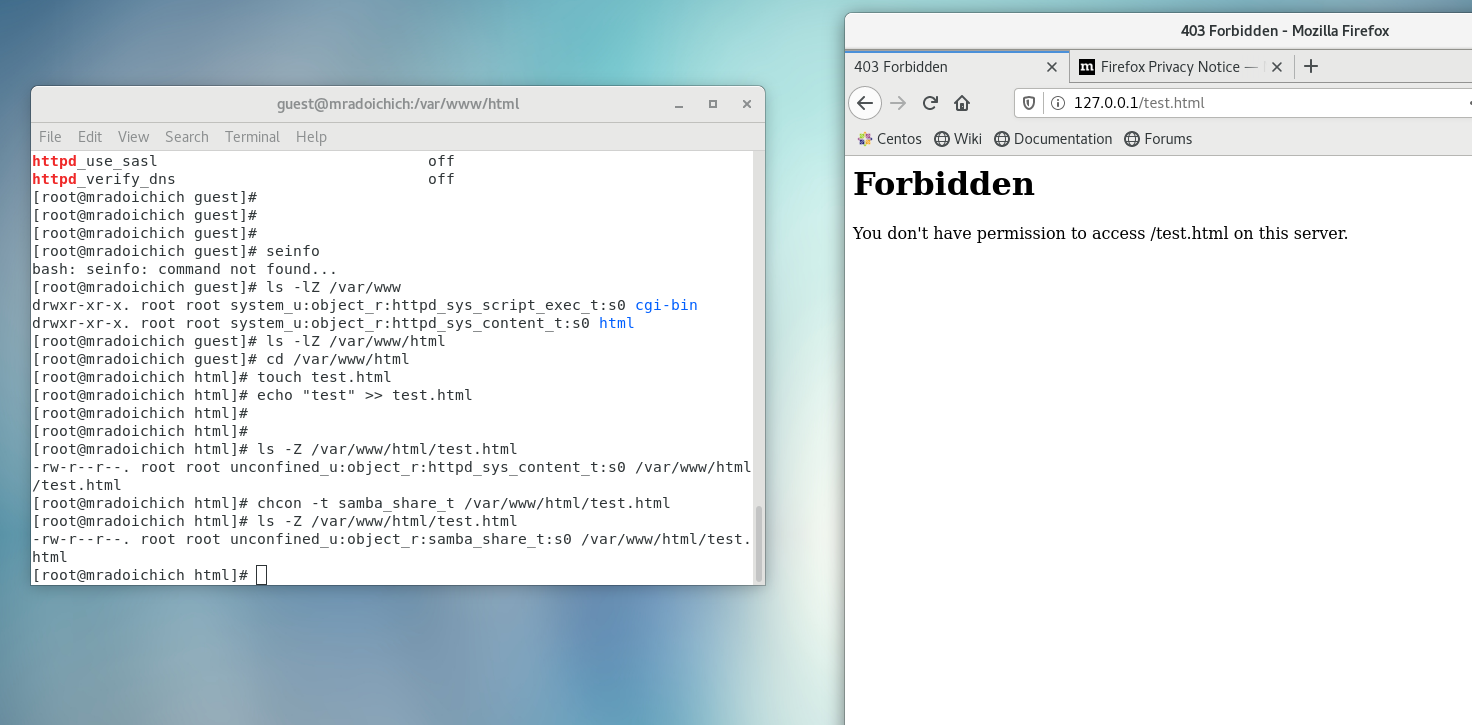 guest@mradoichich:/var/www/html
File Edit View Search Terminal Help
httpd_use_sasl                              off
httpd_verify_dns                            off
[root@mradoichich guest]#
[root@mradoichich guest]#
[root@mradoichich guest]#
[root@mradoichich guest]# seinfo
bash: seinfo: command not found...
[root@mradoichich guest]# ls -lZ /var/www
drwxr-xr-x. root root system_u:object_r:httpd_sys_script_exec_t:s0 cgi-bin
drwxr-xr-x. root root system_u:object_r:httpd_sys_content_t:s0 html
[root@mradoichich guest]# ls -lZ /var/www/html
[root@mradoichich guest]# cd /var/www/html
[root@mradoichich html]# touch test.html
[root@mradoichich html]# echo "test" >> test.html
[root@mradoichich html]#
[root@mradoichich html]#
[root@mradoichich html]# ls -Z /var/www/html/test.html
-rw-r--r--. root root unconfined_u:object_r:httpd_sys_content_t:s0 /var/www/html
/test.html
[root@mradoichich html]# chcon -t samba_share_t /var/www/html/test.html
[root@mradoichich html]# ls -Z /var/www/html/test.html
-rw-r--r--. root root unconfined_u:object_r:samba_share_t:s0 /var/www/html/test.
html
[root@mradoichich html]#
403 Forbidden - Mozilla Firefox
403 Forbidden
Firefox Privacy Notice —
127.0.0.1/test.html
Centos Wiki Documentation Forums
Forbidden
You don't have permission to access /test.html on this server.